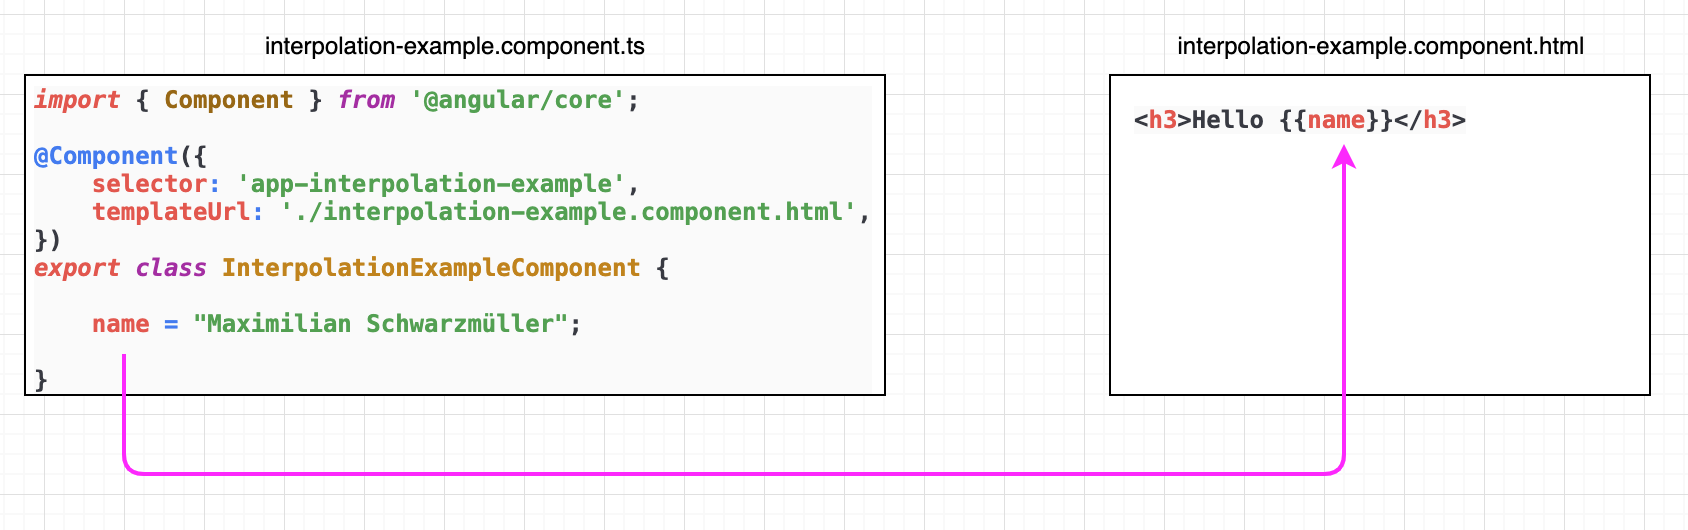 interpolation-example.component.ts
import { Component } from '@angular/core';
@Component({
selector: 'app-interpolation-example',
templateUrl: './interpolation-example.component.html',
})
export class InterpolationExampleComponent {
name = "Maximilian Schwarzmüller";
}
interpolation-example.component.html
<h3>Hello {{name}}</h3>